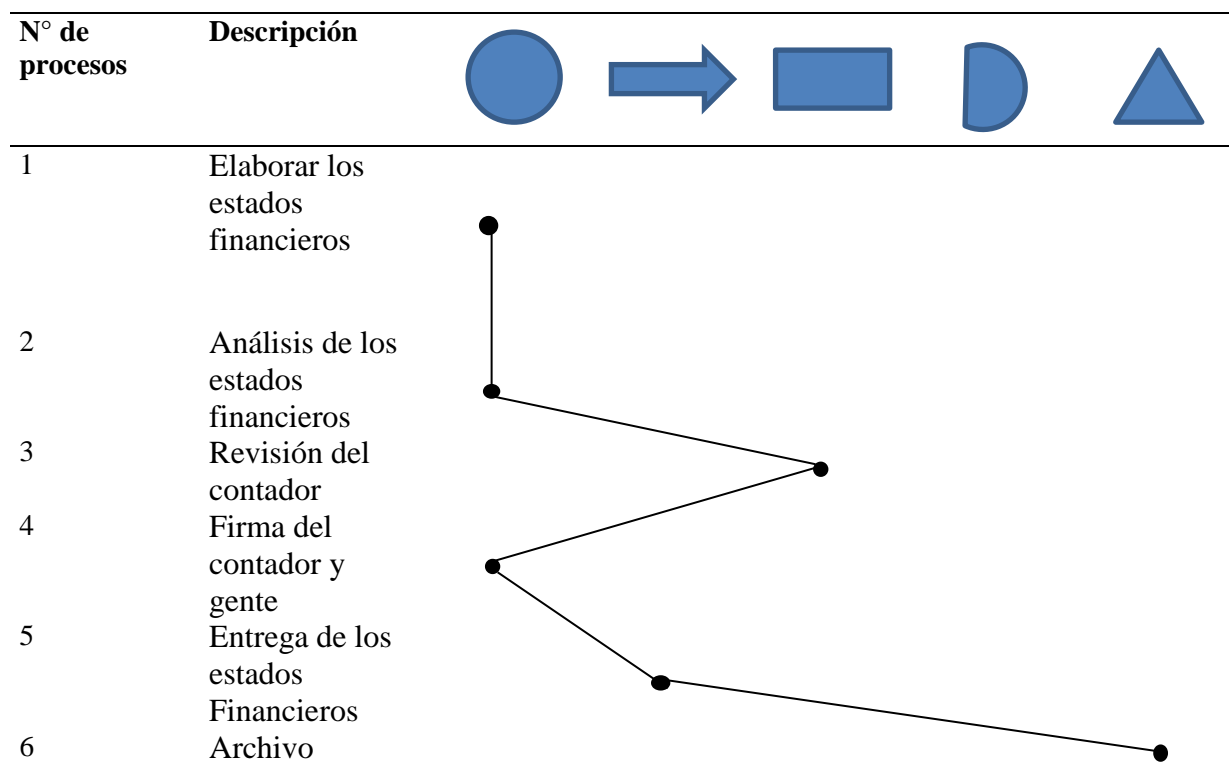 N° de Descripción
procesos
1 Elaborar los
estados
financieros
2 Análisis de los
estados
financieros
3 Revisión del
contador
4 Firma del
contador y
gente
5 Entrega de los
estados
Financieros
6 Archivo